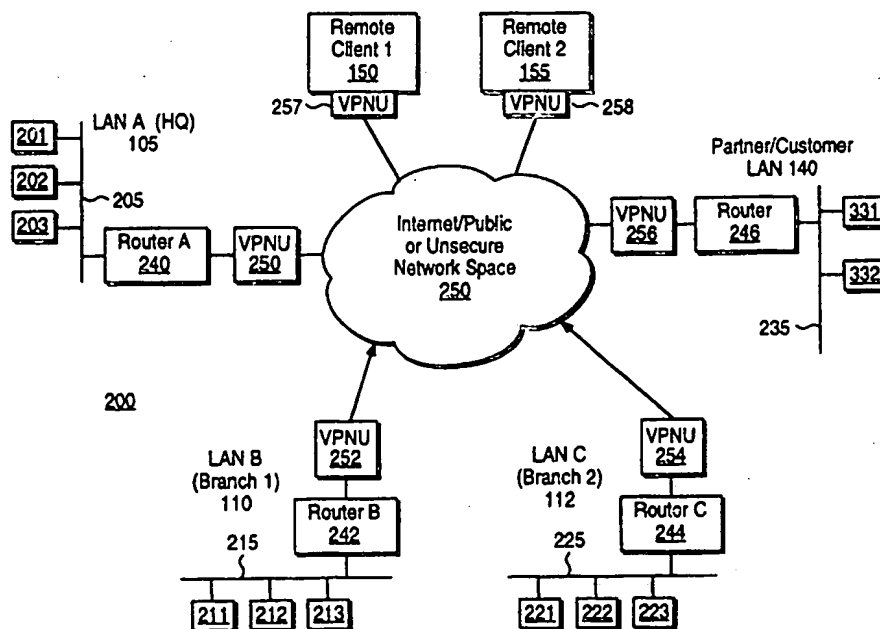 Remote
Client 1
150
Remote
Client 2
155
257
VPNU
VPNU
258
201
LAN A (HQ)
105
202
205
203
Router A
240
VPNU
250
Internet/Public
or Unsecure
Network Space
250
Partner/Customer
LAN 140
VPNU
256
Router
246
331
332
235
200
VPNU
252
LAN B
(Branch 1)
110
Router B
242
215
211
212
213
VPNU
254
LAN C
(Branch 2)
112
Router C
244
225
221
222
223